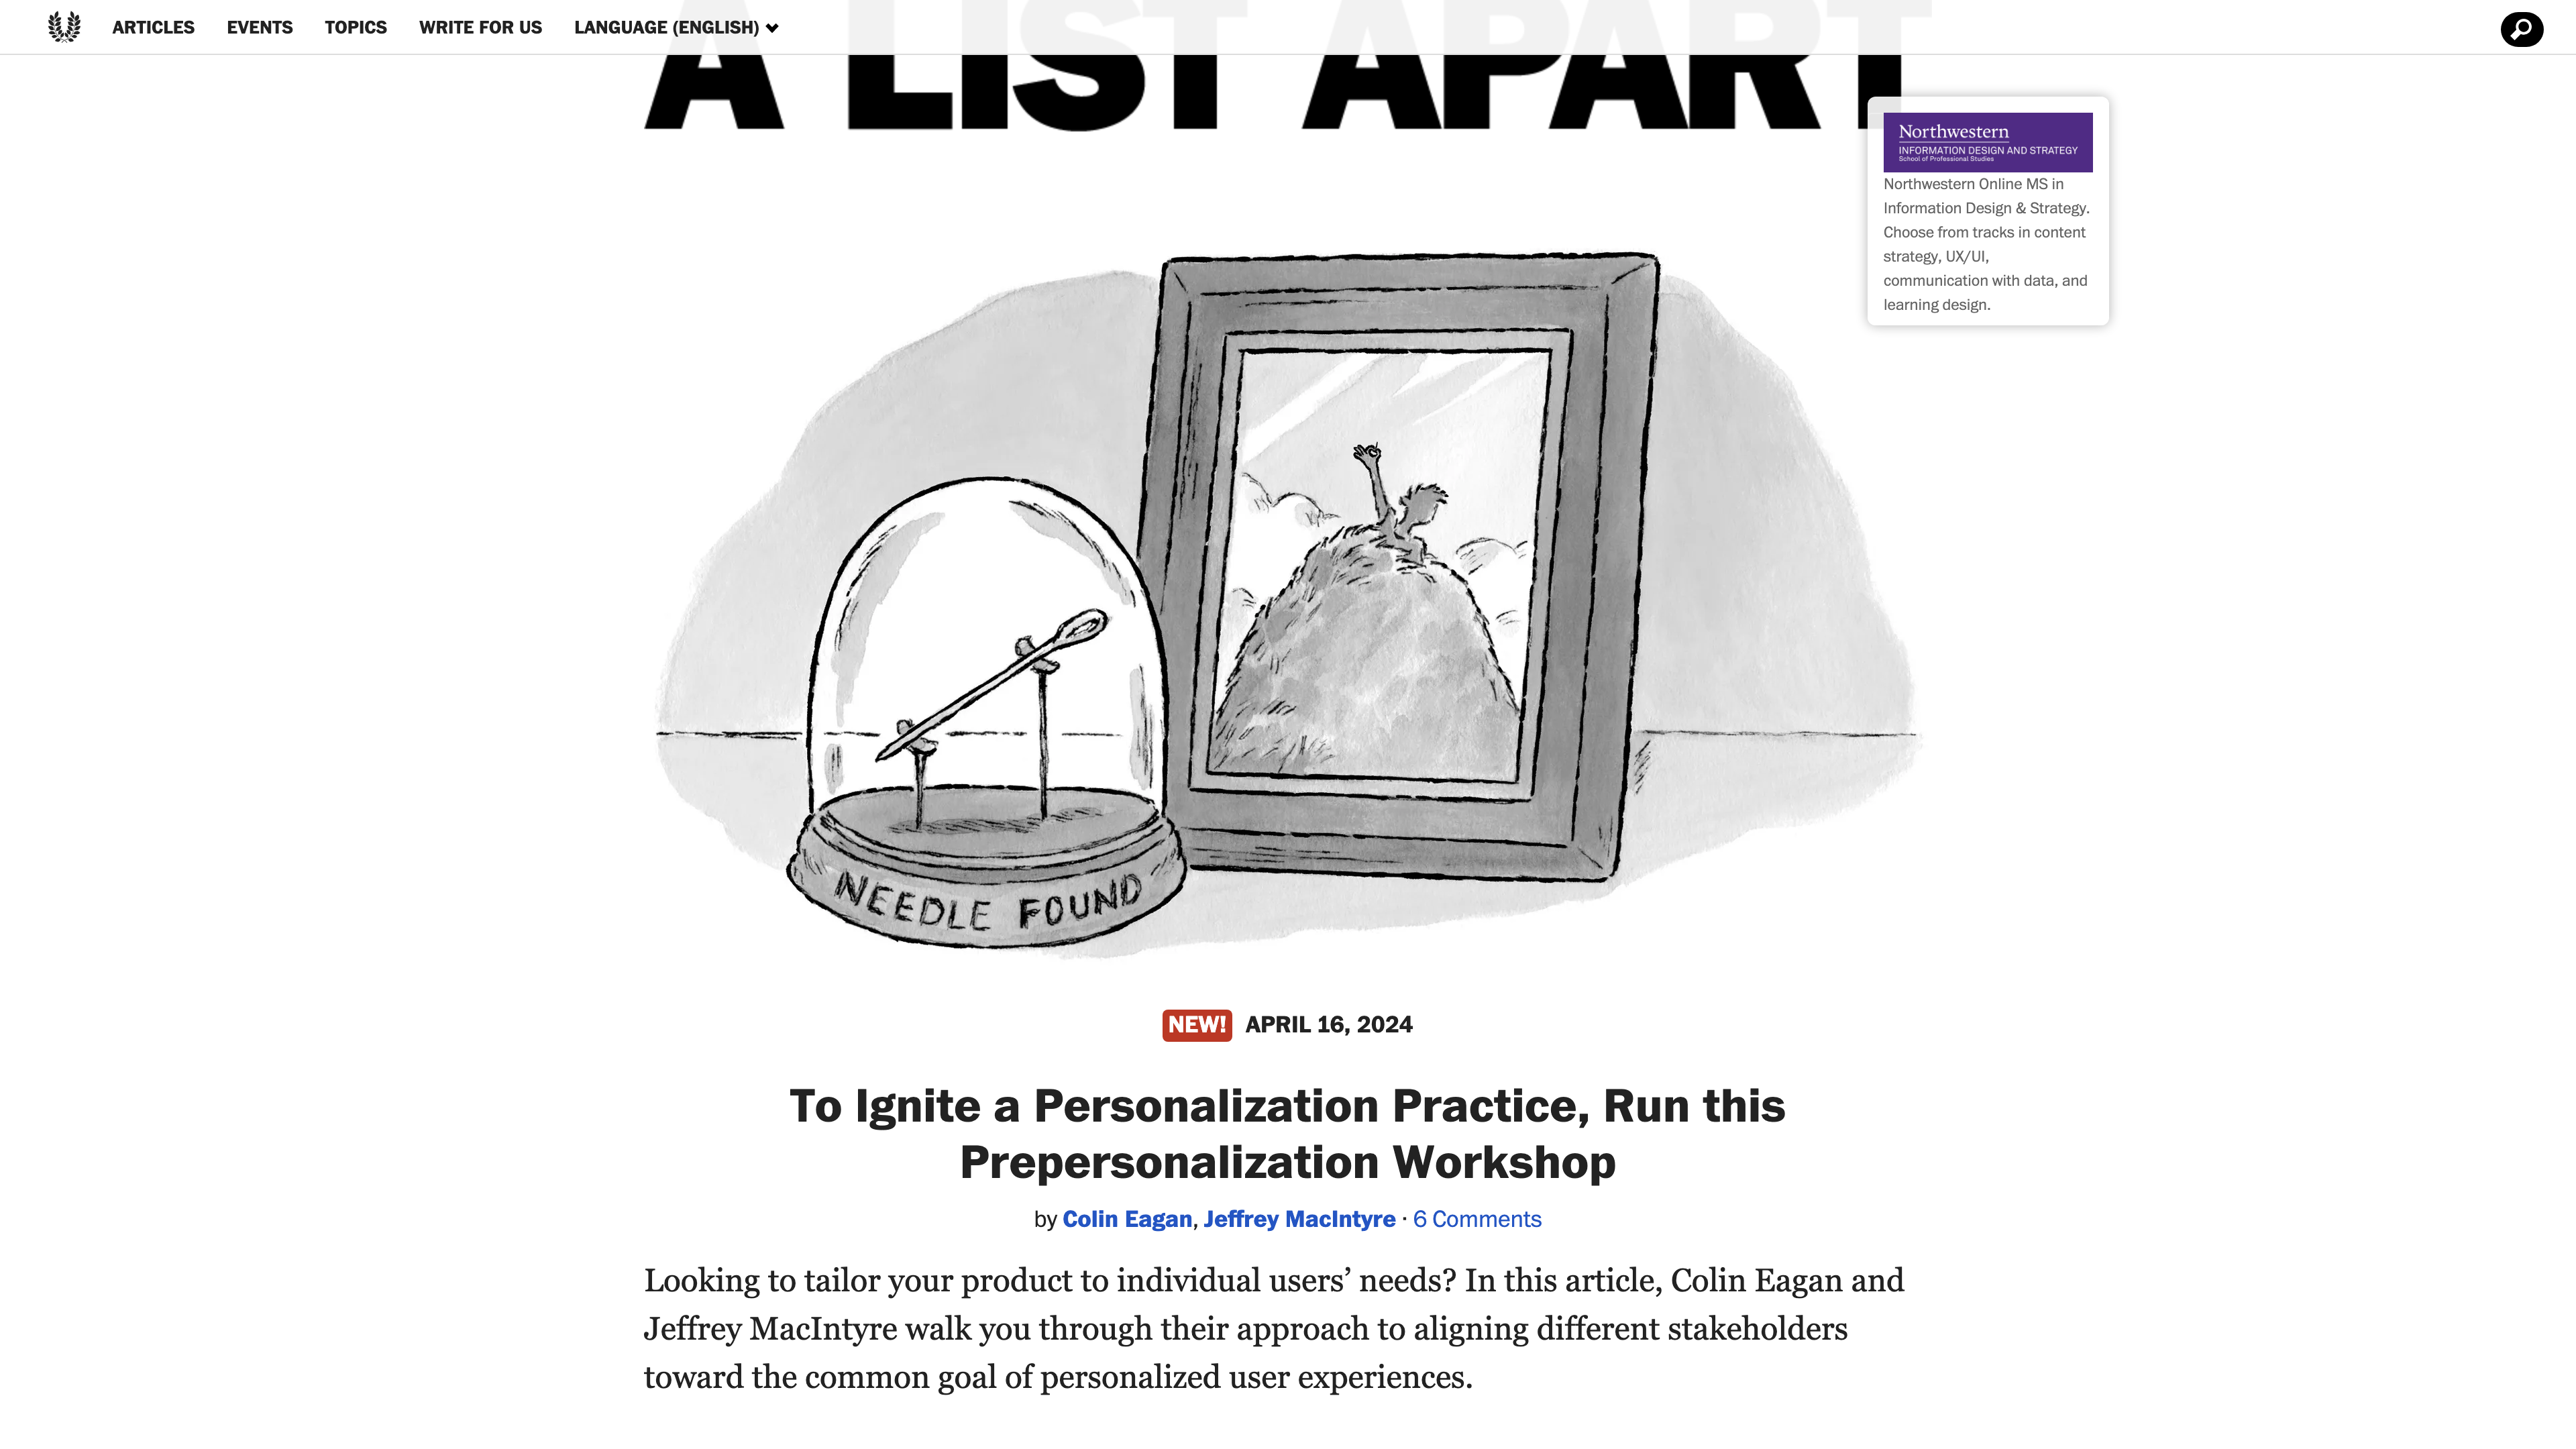 ARTICLES EVENTS TOPICS WRITE FOR US LANGUAGE (ENGLISH)
A LIST APART
Northwestern
INFORMATION DESIGN AND STRATEGY
School of Professional Studies
Northwestern Online MS in
Information Design & Strategy.
Choose from tracks in content
strategy, UX/UI,
communication with data, and
learning design.
NEEDLE FOUND
NEW! APRIL 16, 2024
To Ignite a Personalization Practice, Run this
Prepersonalization Workshop
by Colin Eagan, Jeffrey MacIntyre · 6 Comments
Looking to tailor your product to individual users’ needs? In this article, Colin Eagan and
Jeffrey MacIntyre walk you through their approach to aligning different stakeholders
toward the common goal of personalized user experiences.